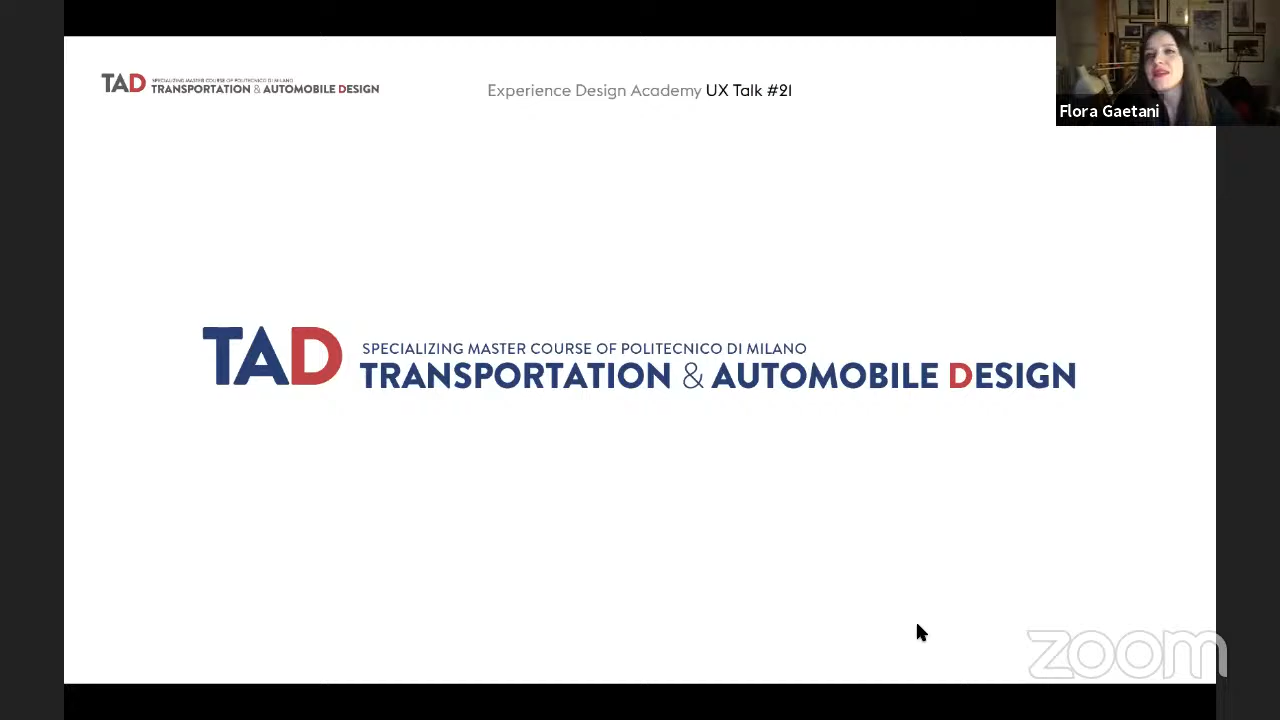 TAD SPECIALIZING MASTER COURSE OF POLITECNICO DI MILANO
TRANSPORTATION & AUTOMOBILE DESIGN
Experience Design Academy UX Talk #21
Flora Gaetani
TAD SPECIALIZING MASTER COURSE OF POLITECNICO DI MILANO
TRANSPORTATION & AUTOMOBILE DESIGN
zoom